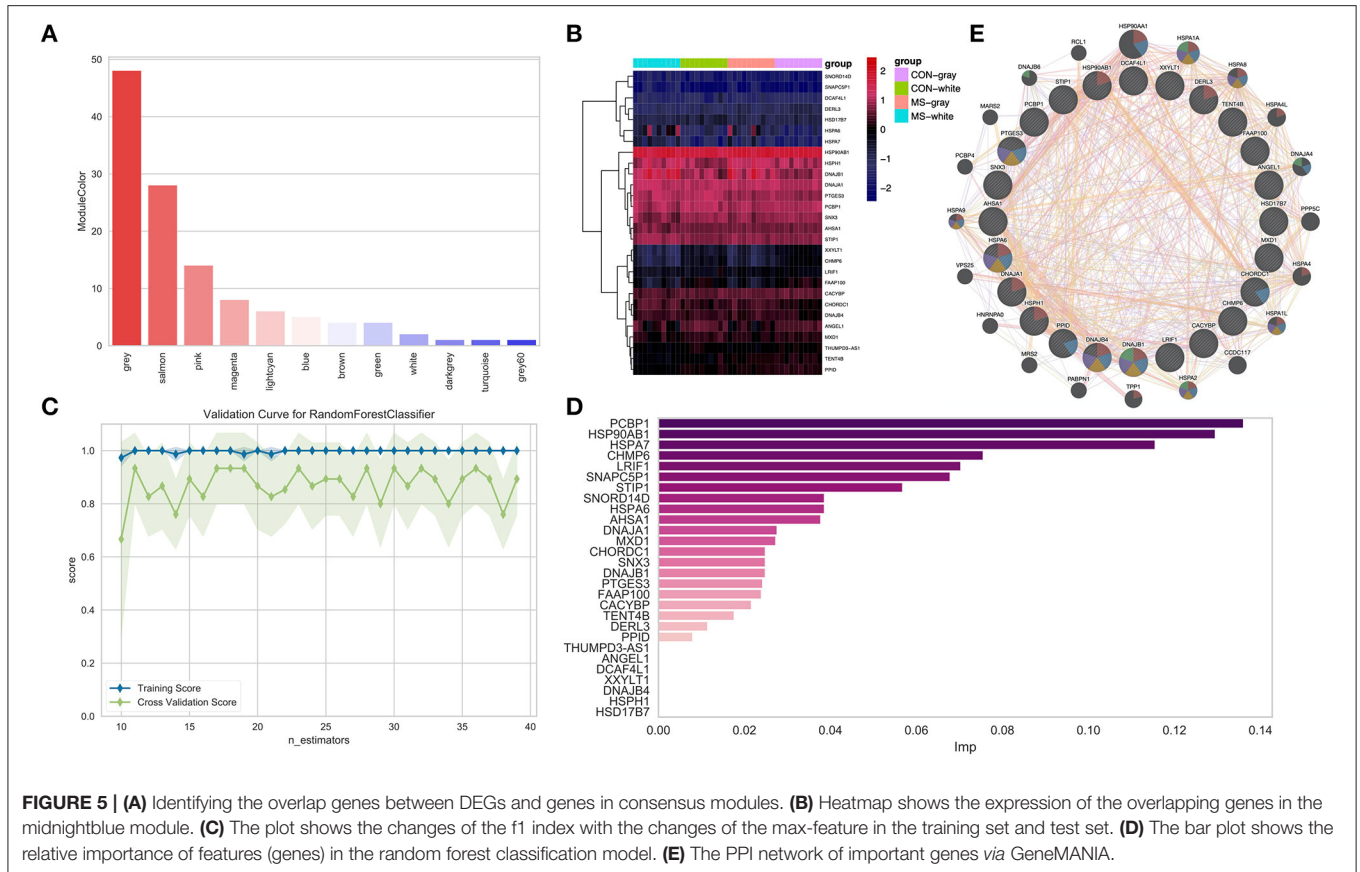 A
50
40
30
20
10
0
ModuleColor
grey
salmon
pink
magenta
lightcyan
blue
brown
green
white
darkgrey
turquoise
grey60
B
group
2
1
0
−1
−2
group
CON-gray
CON-white
MS-gray
MS-white
SNORD14D
SNAPC5P1
DCAF4L1
DERL3
HSD17B7
HSPA6
HSPA7
HSP90AB1
HSPH1
DNAJB1
DNAJA1
PTGES3
PCBP1
SNX3
AHSA1
STIP1
XXYLT1
CHMP6
LRIF1
FAAP100
CACYBP
CHORDC1
DNAJB4
ANGEL1
MXD1
THUMPD3-AS1
TENT4B
PPID
E
HSP90AA1
HSPA1A
HSPA8
HSPA4L
DNAJA4
PPP5C
HSPA4
HSPA1L
CCDC117
HSPA2
TPP1
PABPN1
MRS2
HNRNPA0
VPS25
HSPA9
PCBP4
MARS2
DNAJB6
RCL1
DCAF4L1
XXYLT1
DERL3
TENT4B
FAAP100
ANGEL1
HSD17B7
MXD1
CHORDC1
CHMP6
CACYBP
LRIF1
DNAJB1
DNAJB4
PPID
HSPH1
DNAJA1
HSPA6
AHSA1
SNX3
PTGES3
PCBP1
STIP1
HSP90AB1
C
Validation Curve for RandomForestClassifier
1.0
0.8
0.6
0.4
0.2
0.0
score
Training Score
Cross Validation Score
10 15 20 25 30 35 40
n_estimators
D
PCBP1
HSP90AB1
HSPA7
CHMP6
LRIF1
SNAPC5P1
STIP1
SNORD14D
HSPA6
AHSA1
DNAJA1
MXD1
CHORDC1
SNX3
DNAJB1
PTGES3
FAAP100
CACYBP
TENT4B
DERL3
PPID
THUMPD3-AS1
ANGEL1
DCAF4L1
XXYLT1
DNAJB4
HSPH1
HSD17B7
0.00 0.02 0.04 0.06 0.08 0.10 0.12 0.14
Imp
FIGURE 5 | (A) Identifying the overlap genes between DEGs and genes in consensus modules. (B) Heatmap shows the expression of the overlapping genes in the
midnightblue module. (C) The plot shows the changes of the f1 index with the changes of the max-feature in the training set and test set. (D) The bar plot shows the
relative importance of features (genes) in the random forest classification model. (E) The PPI network of important genes via GeneMANIA.